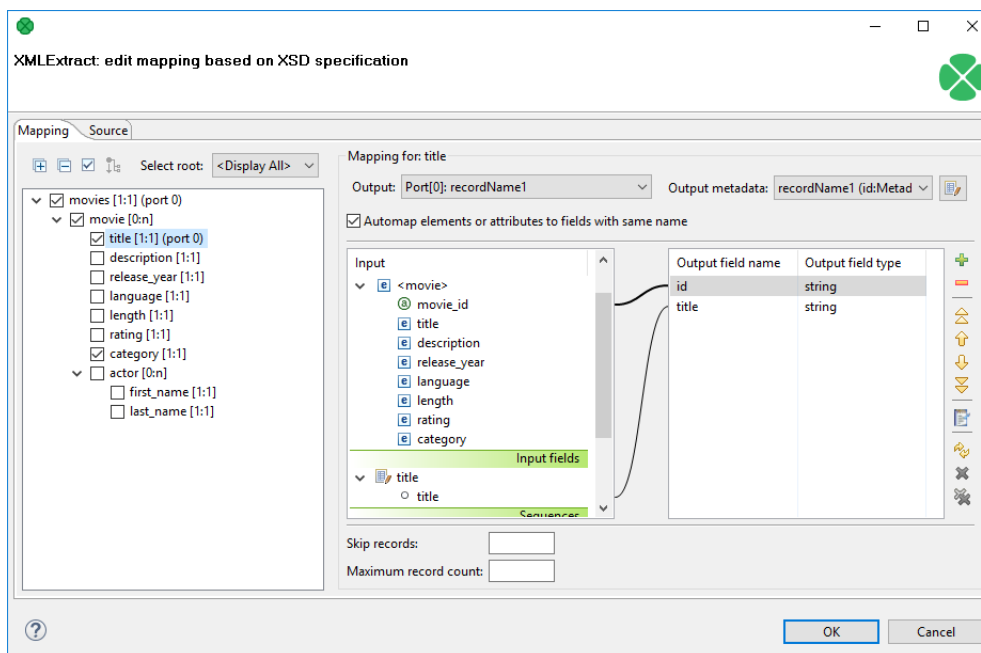 XMLExtract: edit mapping based on XSD specification
Mapping
Source
Select root:
<Display All>
movies [1:1] (port 0)
movie [0:n]
title [1:1] (port 0)
description [1:1]
release_year [1:1]
language [1:1]
length [1:1]
rating [1:1]
category [1:1]
actor [0:n]
first_name [1:1]
last_name [1:1]
Mapping for: title
Output: Port[0]: recordName1
Output metadata: recordName1 (id:Metad
Automap elements or attributes to fields with same name
Input
<movie>
movie_id
title
description
release_year
language
length
rating
category
Input fields
title
title
Sequences
Output field name Output field type
id string
title string
Skip records:
Maximum record count:
OK
Cancel